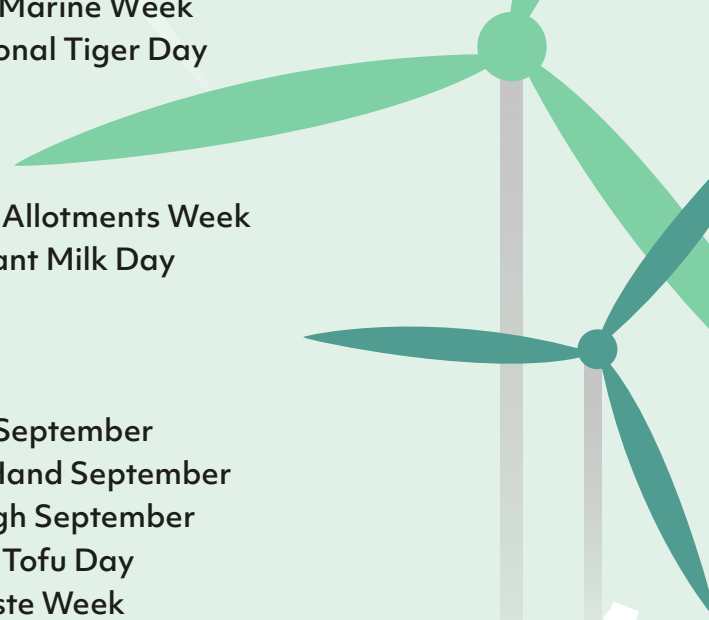 Marine Week
onal Tiger Day
Allotments Week
ant Milk Day
September
Hand September
gh September
Tofu Day
ste Week